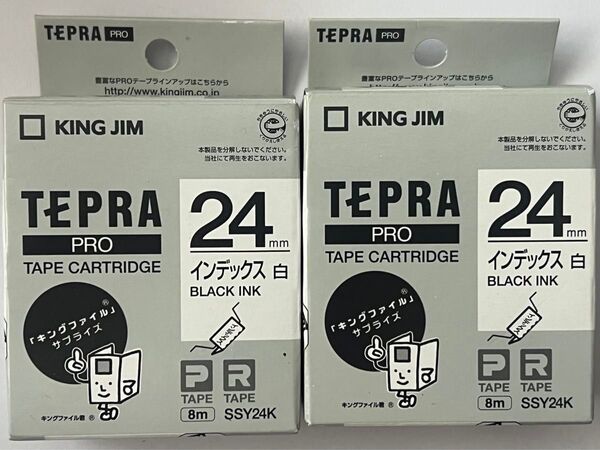 TEPRA PRO
豊富なPROテープラインアップはこちらから
http://www.kingjim.co.jp
KING JIM
本製品を分解しないでください。
当社にて再生をおこないます。
TEPRA
PRO
TAPE CARTRIDGE
24mm
インデックス 白
BLACK INK
「キングファイル」®
サプライズ
キングファイル君®
P R
TAPE TAPE
8m SSY24K
TEPRA PRO
豊富なPROテープラインアップはこちらから
KING JIM
本製品を分解しないでください。
当社にて再生をおこないます。
TEPRA
PRO
TAPE CARTRIDGE
24mm
インデックス 白
BLACK INK
「キングファイル」®
サプライズ
キングファイル君®
P R
TAPE TAPE
8m SSY24K